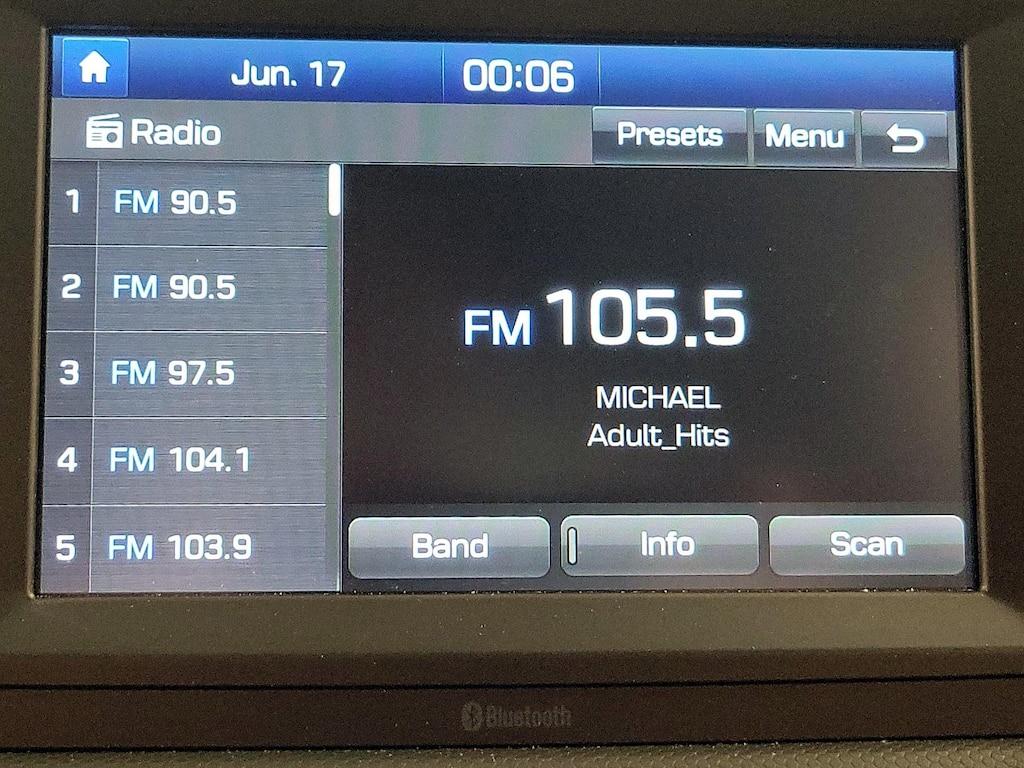 Jun. 17 00:06
Radio Presets Menu
1 FM 90.5
2 FM 90.5
3 FM 97.5
4 FM 104.1
5 FM 103.9
FM 105.5
MICHAEL
Adult_Hits
Band Info Scan
Bluetooth